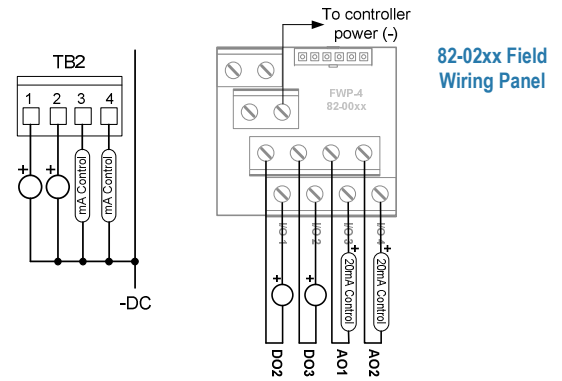 To controller
power (-)
82-02xx Field
Wiring Panel
TB2
1 2 3 4
FWP-4
82-00xx
+
+
mA Control
mA Control
-DC
I/O 1
I/O 2
I/O 3
I/O 4
+
+
+
20mA Control
+
20mA Control
DO2
DO3
AO1
AO2